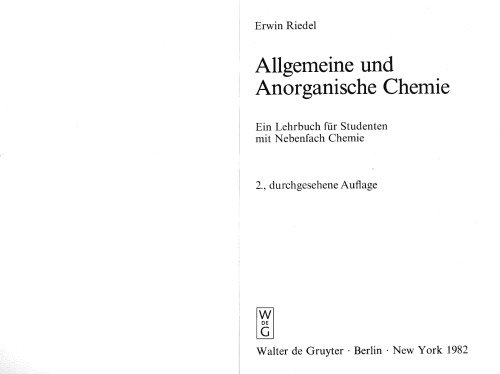 Erwin Riedel
Allgemeine und
Anorganische Chemie
Ein Lehrbuch für Studenten
mit Nebenfach Chemie
2., durchgesehene Auflage
W
DE
G
Walter de Gruyter · Berlin · New York 1982